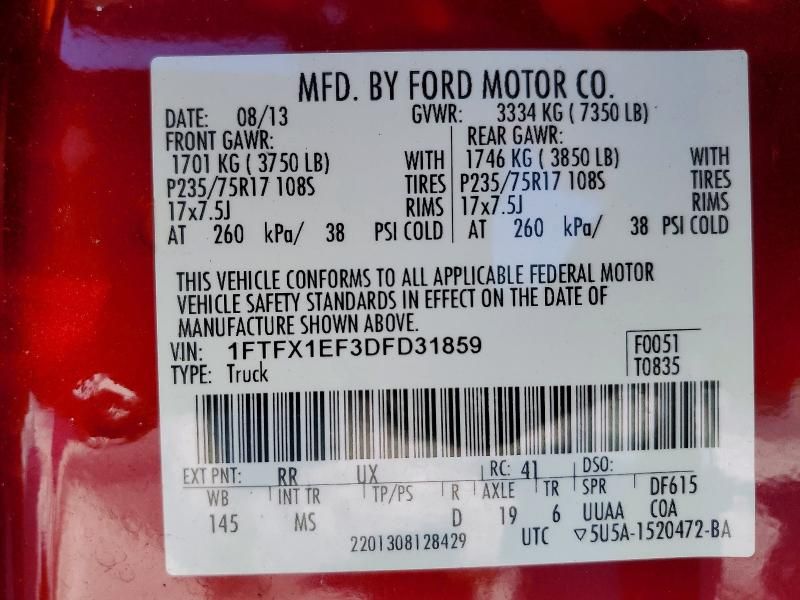 MFD. BY FORD MOTOR CO.
DATE: 08/13 GVWR: 3334 KG ( 7350 LB)
FRONT GAWR: REAR GAWR:
1701 KG ( 3750 LB) WITH 1746 KG ( 3850 LB) WITH
P235/75R17 108S TIRES P235/75R17 108S TIRES
17x7.5J RIMS 17x7.5J RIMS
AT 260 kPa/ 38 PSI COLD AT 260 kPa/ 38 PSI COLD
THIS VEHICLE CONFORMS TO ALL APPLICABLE FEDERAL MOTOR
VEHICLE SAFETY STANDARDS IN EFFECT ON THE DATE OF
MANUFACTURE SHOWN ABOVE.
VIN: 1FTFX1EF3DFD31859 F0051
TYPE: Truck T0835
EXT PNT: RR UX RC: 41 DSO:
WB INT TR TP/PS R AXLE TR SPR DF615
145 MS D 19 6 UUAA COA
2201308128429 UTC ▽5U5A-1520472-BA